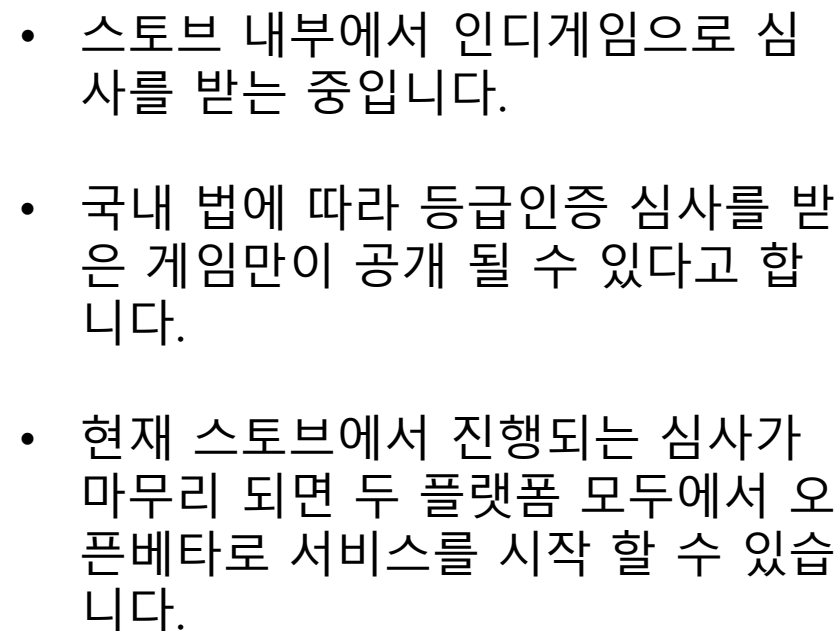 • 스토브 내부에서 인디게임으로 심
사를 받는 중입니다.
• 국내 법에 따라 등급인증 심사를 받
은 게임만이 공개 될 수 있다고 합
니다.
• 현재 스토브에서 진행되는 심사가
마무리 되면 두 플랫폼 모두에서 오
픈베타로 서비스를 시작 할 수 있습
니다.